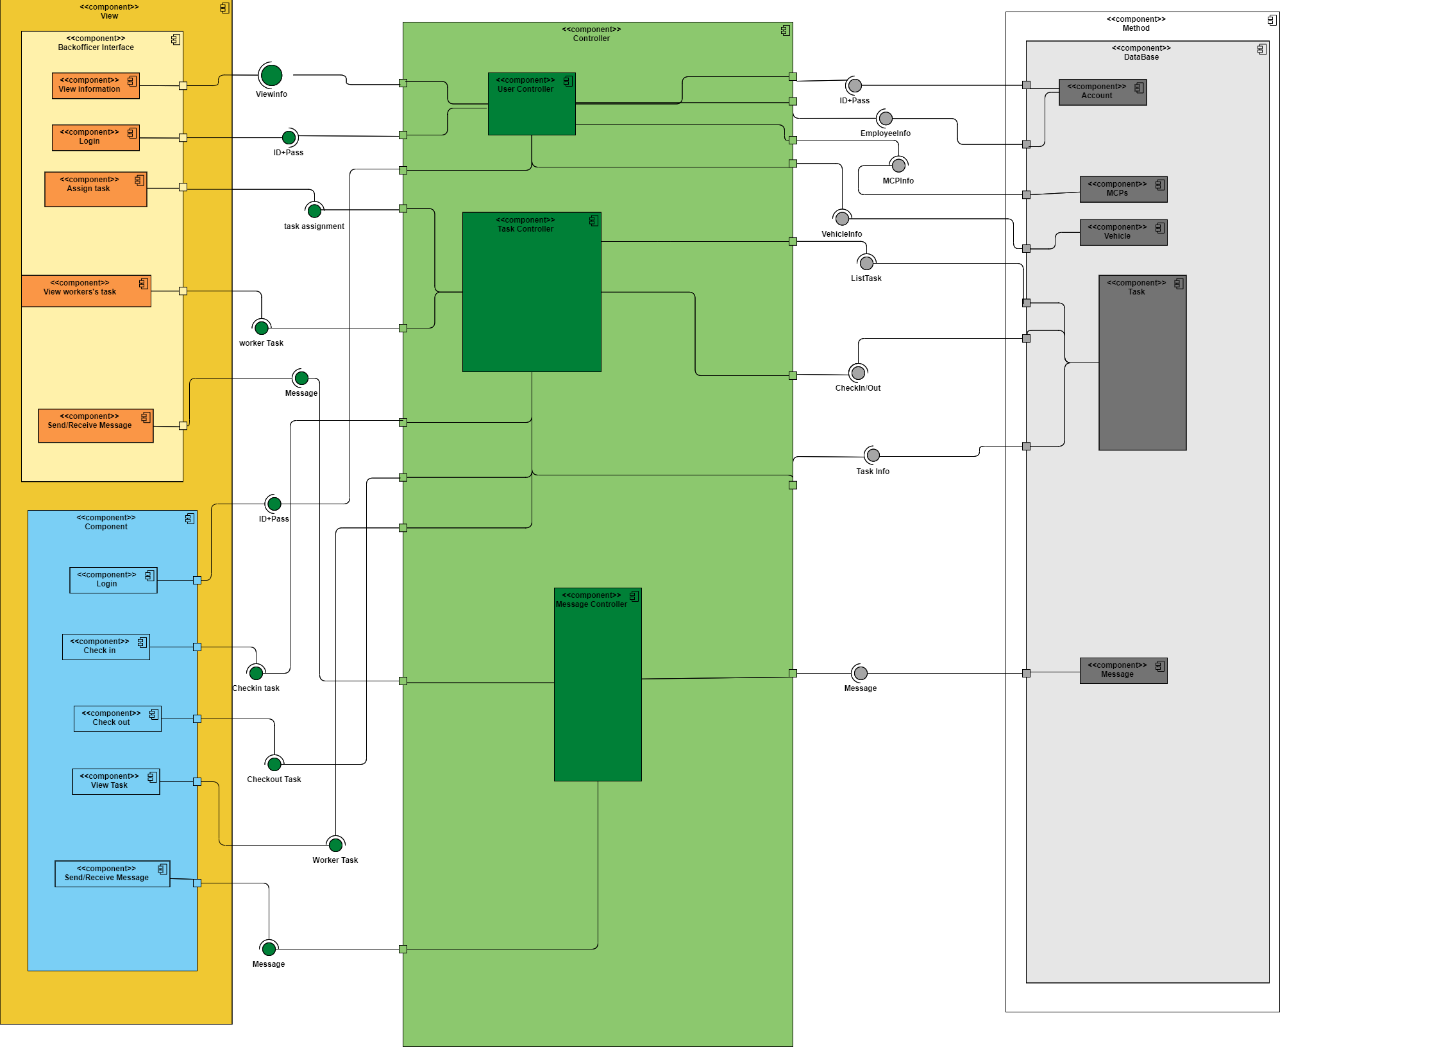 <<component>>
View
<<component>>
Backofficer Interface
<<component>>
View information
<<component>>
Login
<<component>>
Assign task
<<component>>
View workers's task
<<component>>
Send/Receive Message
<<component>>
Component
<<component>>
Login
<<component>>
Check in
<<component>>
Check out
<<component>>
View Task
<<component>>
Send/Receive Message
ViewInfo
ID+Pass
task assignment
worker Task
Message
ID+Pass
Checkin task
Checkout Task
Worker Task
Message
<<component>>
Controller
<<component>>
User Controller
<<component>>
Task Controller
<<component>>
Message Controller
ID+Pass
EmployeeInfo
MCPInfo
VehicleInfo
ListTask
CheckIn/Out
Task Info
Message
<<component>>
Method
<<component>>
DataBase
<<component>>
Account
<<component>>
MCPs
<<component>>
Vehicle
<<component>>
Task
<<component>>
Message